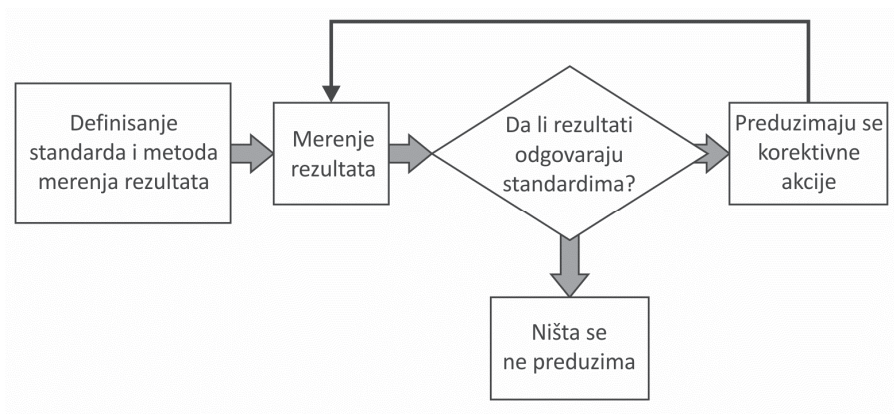 Definisanje
standarda i metoda
merenja rezultata
Merenje
rezultata
Da li rezultati
odgovaraju
standardima?
Preduzimaju se
korektivne
akcije
Ništa se
ne preduzima